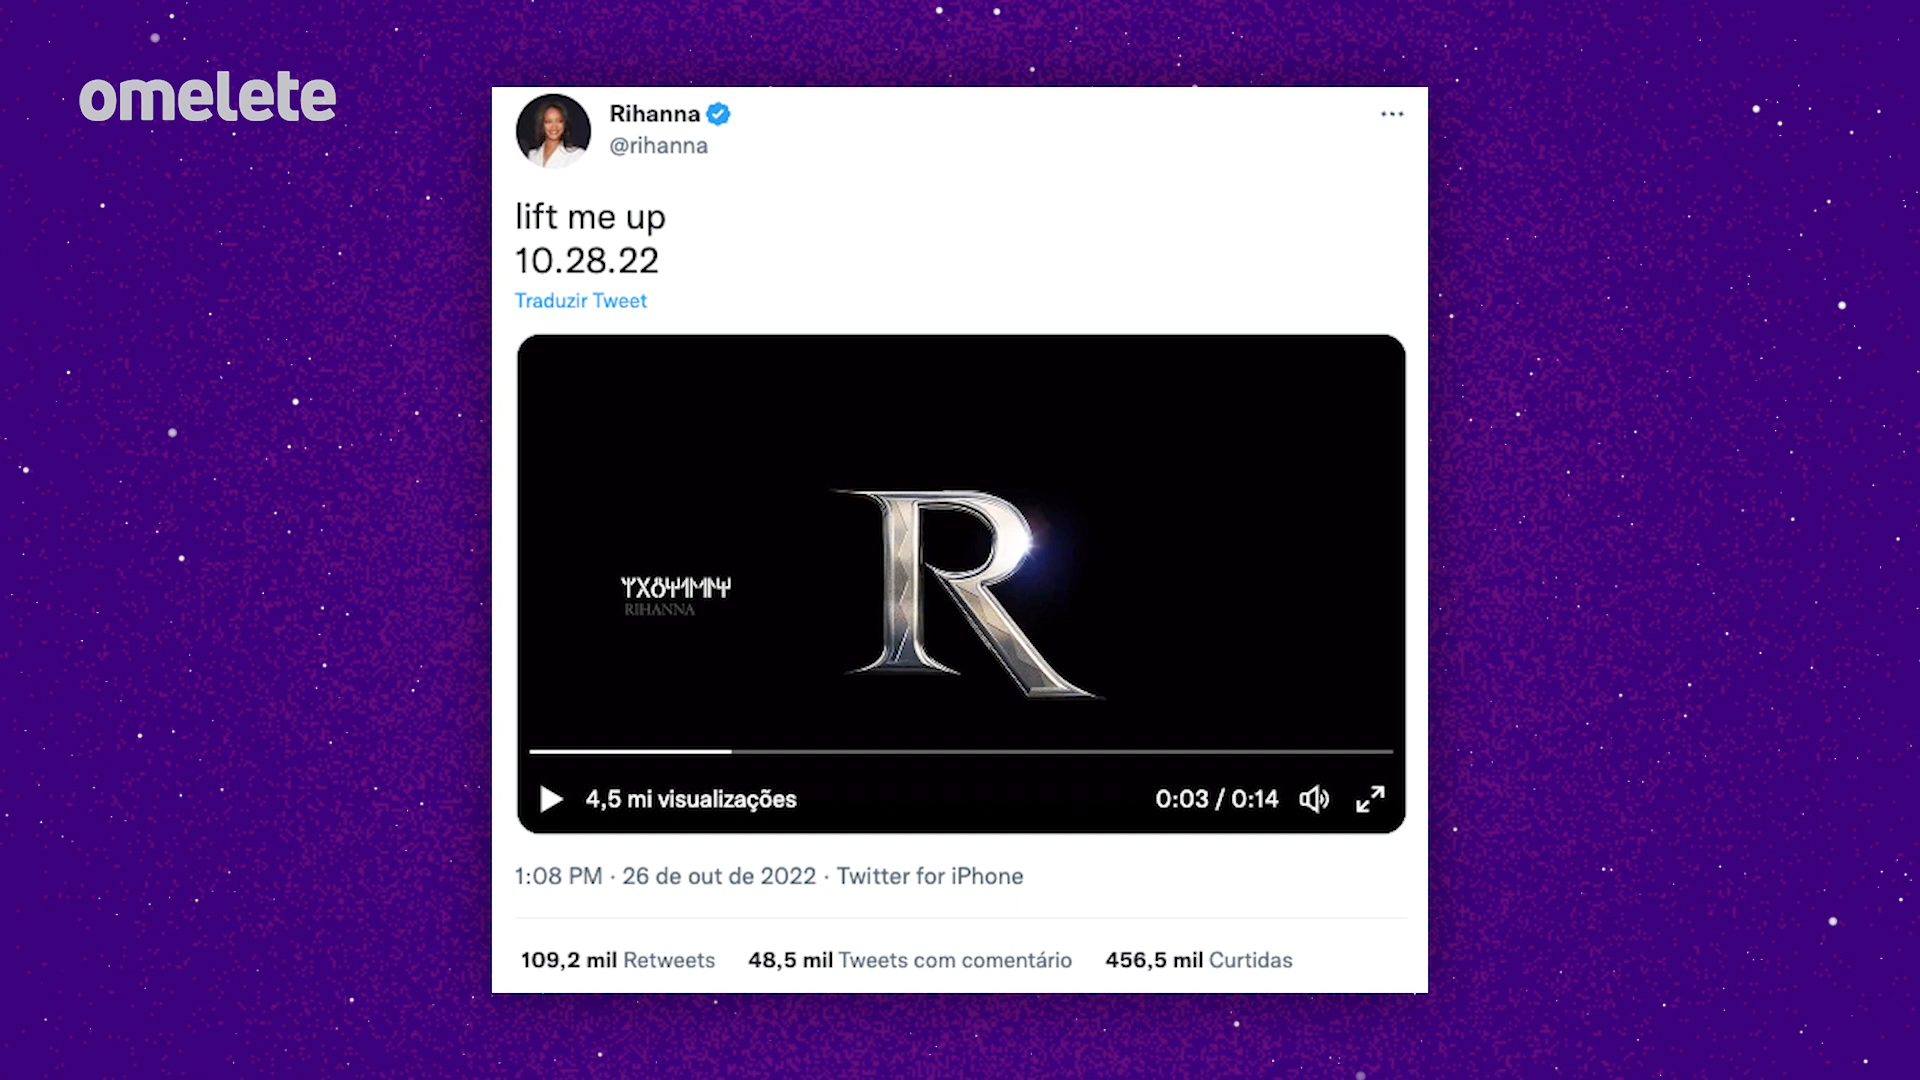 omelete
Rihanna
@rihanna
lift me up
10.28.22
Traduzir Tweet
RIHANNA
R
4,5 mi visualizações
0:03 / 0:14
1:08 PM · 26 de out de 2022 · Twitter for iPhone
109,2 mil Retweets 48,5 mil Tweets com comentário 456,5 mil Curtidas